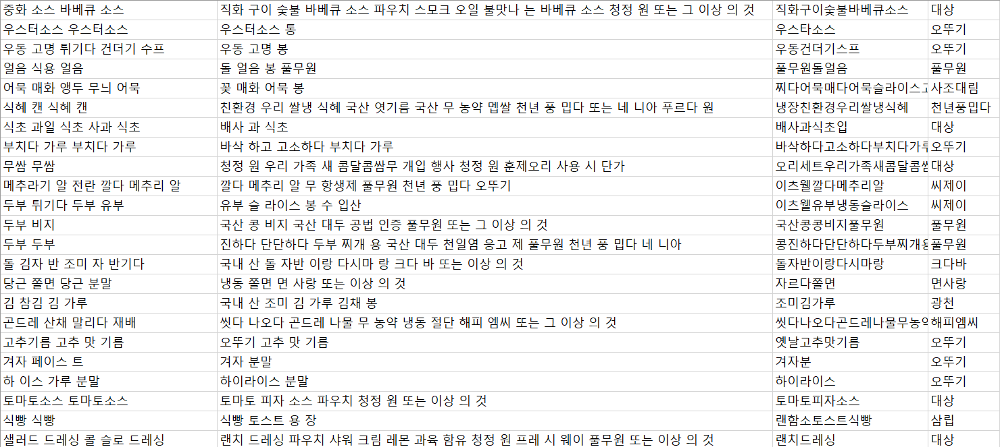 중화 소스 바베큐 소스 직화 구이 숯불 바베큐 소스 파우치 스모크 오일 불맛나 는 바베큐 소스 청정 원 또는 그 이상 의 것 직화구이숯불바베큐소스 대상
우스터소스 우스터소스 우스터소스 통 우스타소스 오뚜기
우동 고명 튀기다 건더기 수프 우동 고명 봉 우동건더기스프 오뚜기
얼음 식용 얼음 돌 얼음 봉 풀무원 풀무원돌얼음 풀무원
어묵 매화 앵두 무늬 어묵 꽃 매화 어묵 봉 찌다어묵매다어묵슬라이스 사조대림
식혜 캔 식혜 캔 친환경 우리 쌀냉 식혜 국산 엿기름 국산 무 농약 멥쌀 천년 풍 밉다 또는 네 니아 푸르다 원 냉장친환경우리쌀냉식혜 천년풍밉다
식초 과일 식초 사과 식초 배사 과 식초 배사과식초입 대상
부치다 가루 부치다 가루 바삭 하고 고소하다 부치다 가루 바삭하다고소하다부치다가루 오뚜기
무쌈 무쌈 청정 원 우리 가족 새 콤달콤쌈무 개입 행사 청정 원 훈제오리 사용 시 단가 오리세트우리가족새콤달콤쌈 대상
메추라기 알 전란 깔다 메추리 알 깔다 메추리 알 무 항생제 풀무원 천년 풍 밉다 오뚜기 이츠웰깔다메추리알 씨제이
두부 튀기다 두부 유부 유부 슬 라이스 봉 수 입산 이츠웰유부냉동슬라이스 씨제이
두부 비지 국산 콩 비지 국산 대두 공법 인증 풀무원 또는 그 이상 의 것 국산콩콩비지풀무원 풀무원
두부 두부 진하다 단단하다 두부 찌개 용 국산 대두 천일염 응고 제 풀무원 천년 풍 밉다 네 니아 콩진하다단단하다두부찌개용 풀무원
돌 김자 반 조미 자 반기다 국내 산 돌 자반 이랑 다시마 랑 크다 바 또는 이상 의 것 돌자반이랑다시마랑 크다바
당근 쫄면 당근 분말 냉동 쫄면 면 사랑 또는 이상 의 것 자르다쫄면 면사랑
김 참김 김 가루 국내 산 조미 김 가루 김채 봉 조미김가루 광천
곤드레 산채 말리다 재배 씻다 나오다 곤드레 나물 무 농약 냉동 절단 해피 엠씨 또는 그 이상 의 것 씻다나오다곤드레나물무농약 해피엠씨
고추기름 고추 맛 기름 오뚜기 고추 맛 기름 옛날고추맛기름 오뚜기
겨자 페이스 트 겨자 분말 겨자분 오뚜기
하 이스 가루 분말 하이라이스 분말 하이라이스 오뚜기
토마토소스 토마토소스 토마토 피자 소스 파우치 청정 원 또는 이상 의 것 토마토피자소스 대상
식빵 식빵 식빵 토스트 용 장 랜함소토스트식빵 삼립
샐러드 드레싱 콜 슬로 드레싱 랜치 드레싱 파우치 샤워 크림 레몬 과육 함유 청정 원 프레 시 웨이 풀무원 또는 이상 의 것 랜치드레싱 대상